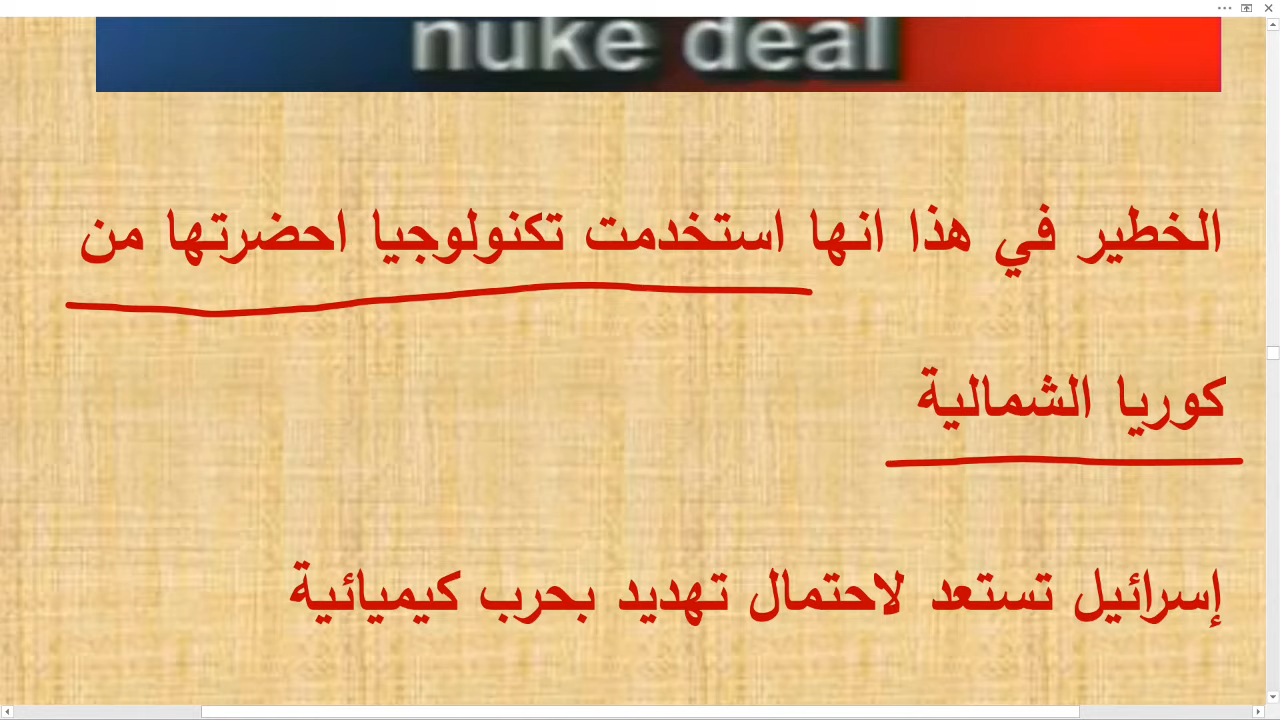 nuke deal
الخطير في هذا انها استخدمت تكنولوجيا احضرتها من
كوريا الشمالية
إسرائيل تستعد لاحتمال تهديد بحرب كيميائية